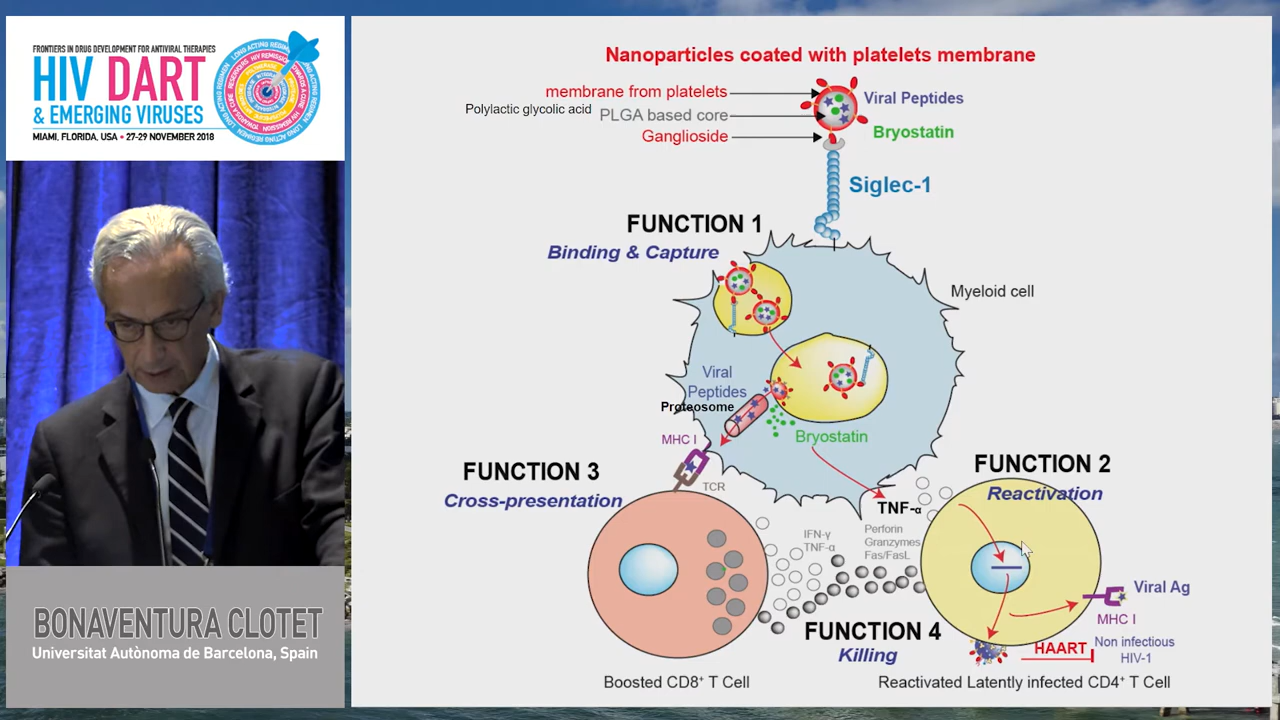 FRONTIERS IN DRUG DEVELOPMENT FOR ANTIVIRAL THERAPIES
HIV DART
& EMERGING VIRUSES
MIAMI, FLORIDA, USA • 27-29 NOVEMBER 2018
Nanoparticles coated with platelets membrane
membrane from platelets
Viral Peptides
Polylactic glycolic acid PLGA based core
Bryostatin
Ganglioside
Siglec-1
FUNCTION 1
Binding & Capture
Myeloid cell
Viral
Peptides
Proteosome
Bryostatin
MHC I
TCR
FUNCTION 3
Cross-presentation
FUNCTION 2
Reactivation
TNF-α
IFN-γ
TNF-α
Perforin
Granzymes
Fas/FasL
Viral Ag
MHC I
FUNCTION 4
Killing
HAART
Non infectious
HIV-1
Boosted CD8+ T Cell
Reactivated Latently infected CD4+ T Cell
BONAVENTURA CLOTET
Universitat Autònoma de Barcelona, Spain